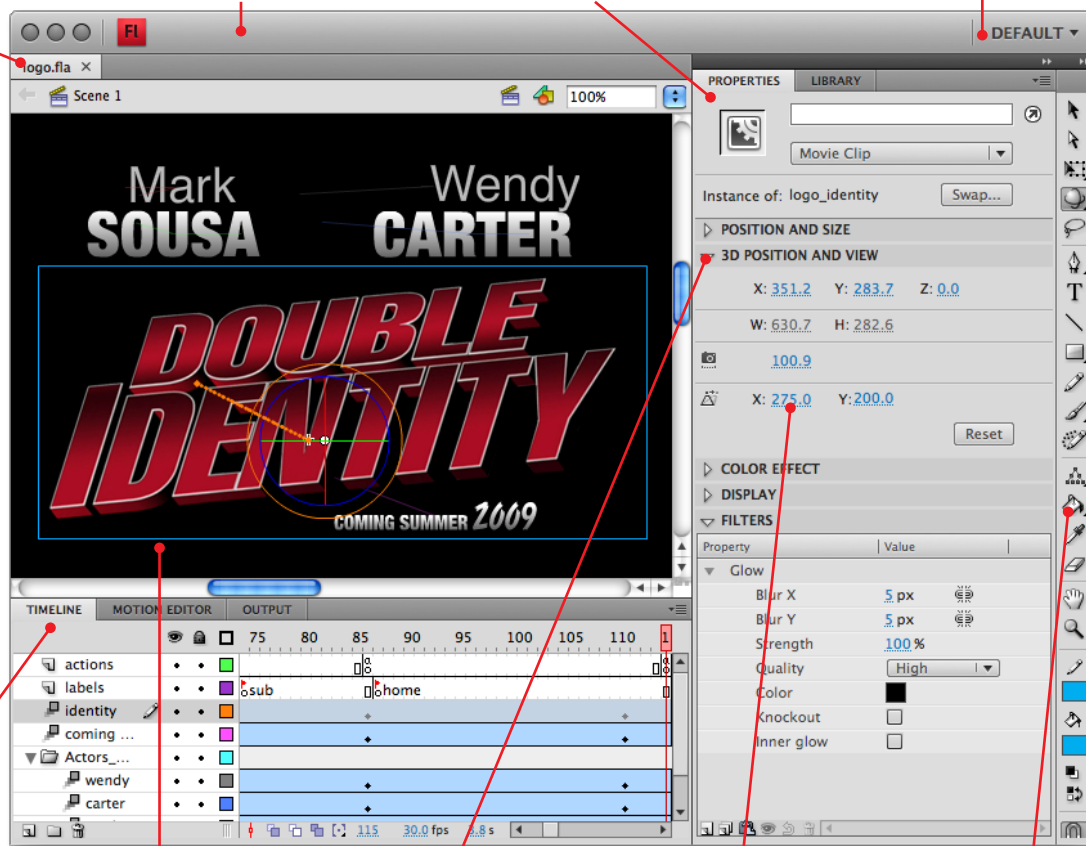 Fl
DEFAULT
logo.fla ×
Scene 1
100%
Mark
SOUSA
Wendy
CARTER
DOUBLE
IDENTITY
COMING SUMMER 2009
PROPERTIES LIBRARY
Movie Clip
Instance of: logo_identity Swap...
POSITION AND SIZE
3D POSITION AND VIEW
X: 351.2 Y: 283.7 Z: 0.0
W: 630.7 H: 282.6
100.9
X: 275.0 Y: 200.0
Reset
COLOR EFFECT
DISPLAY
FILTERS
Property Value
Glow
Blur X 5 px
Blur Y 5 px
Strength 100 %
Quality High
Color
Knockout
Inner glow
T
TIMELINE MOTION EDITOR OUTPUT
75 80 85 90 95 100 105 110 1
actions
labels sub home
identity
coming ...
Actors_...
wendy
carter
115 30.0 fps 3.8 s